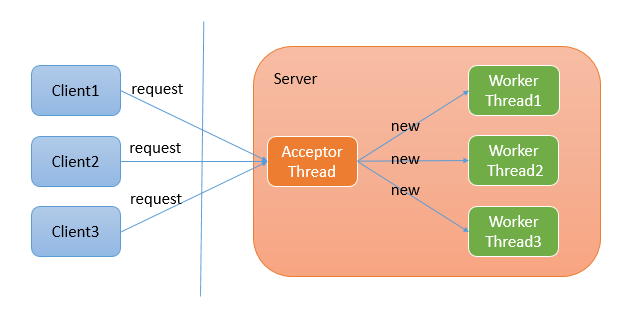 Server
Client1
request
Client2
request
Client3
request
Acceptor
Thread
new
new
new
Worker
Thread1
Worker
Thread2
Worker
Thread3